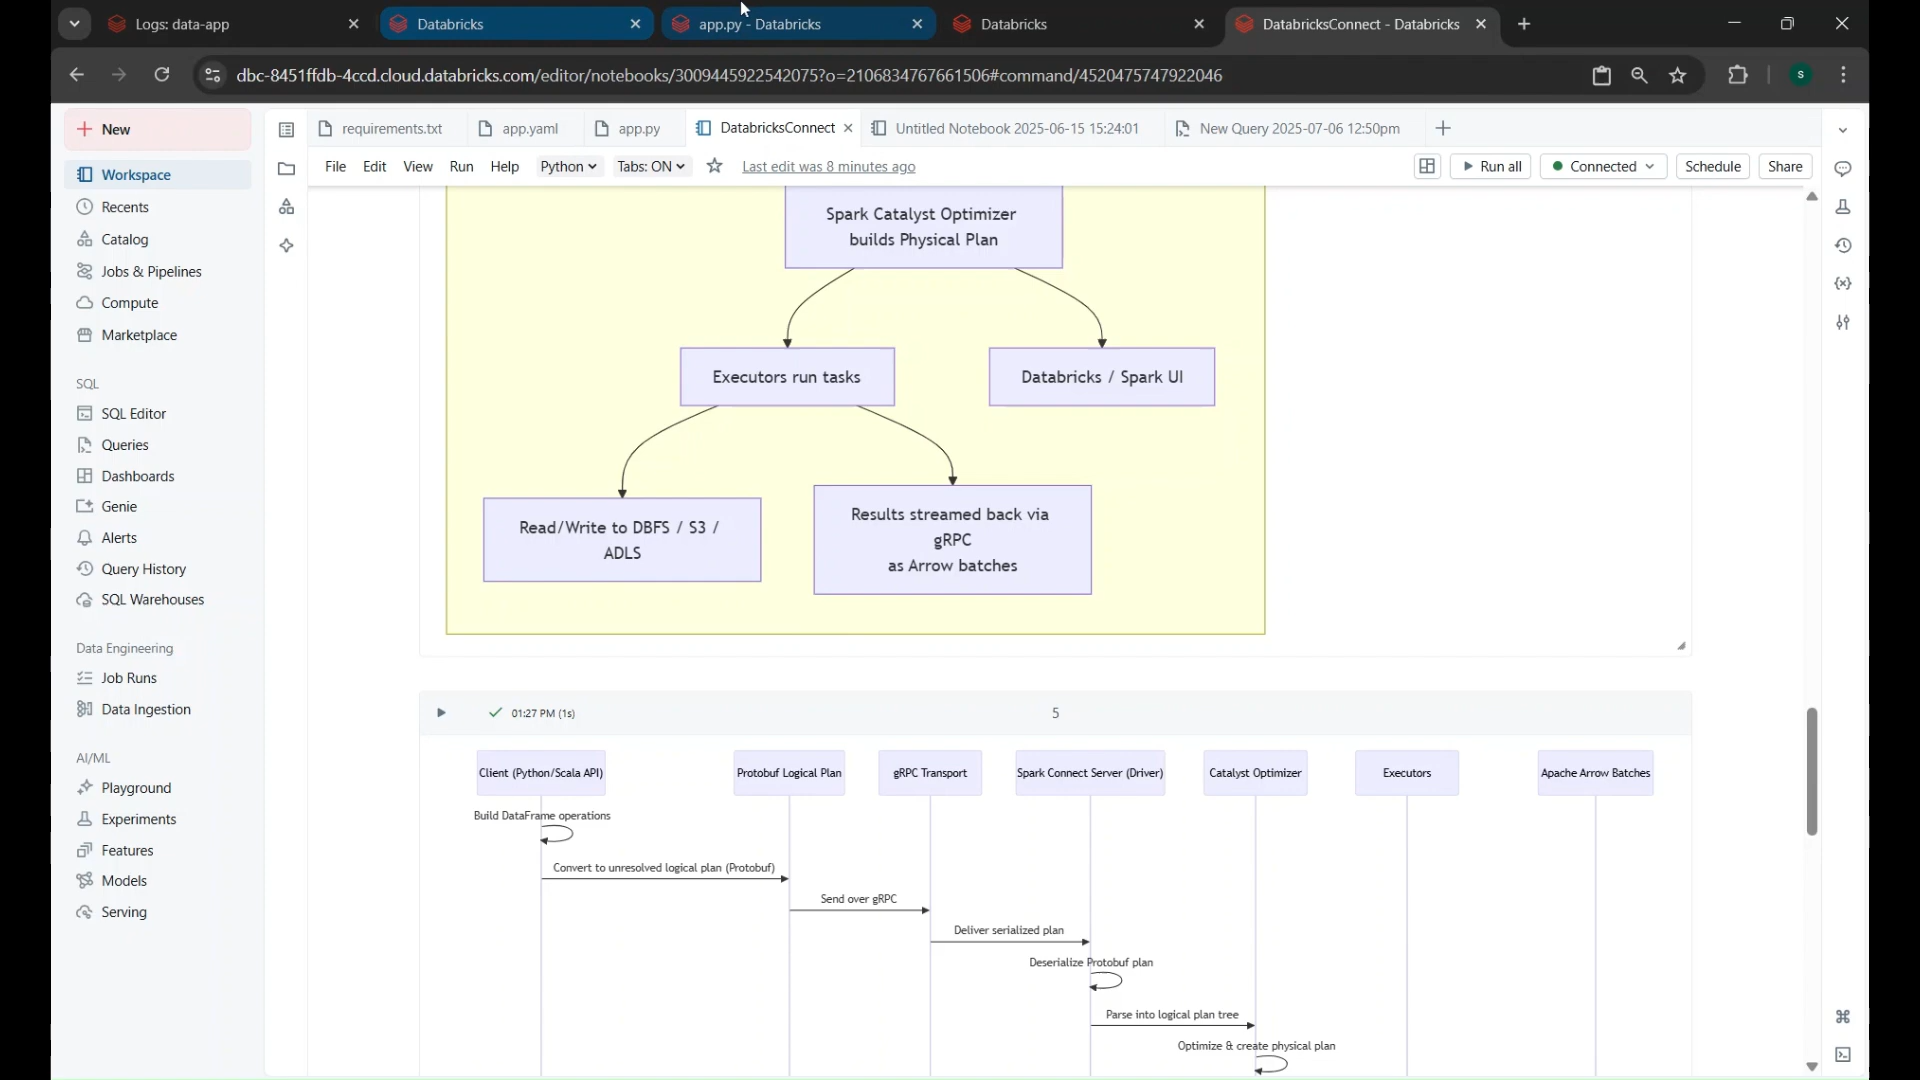 Logs: data-app
Databricks
app.py - Databricks
Databricks
DatabricksConnect - Databricks
dbc-8451ffdb-4ccd.cloud.databricks.com/editor/notebooks/3009445922542075?o=2106834767661506#command/4520475747922046
S
New
Workspace
Recents
Catalog
Jobs & Pipelines
Compute
Marketplace
SQL
SQL Editor
Queries
Dashboards
Genie
Alerts
Query History
SQL Warehouses
Data Engineering
Job Runs
Data Ingestion
AI/ML
Playground
Experiments
Features
Models
Serving
requirements.txt
app.yaml
app.py
DatabricksConnect
Untitled Notebook 2025-06-15 15:24:01
New Query 2025-07-06 12:50pm
File Edit View Run Help Python Tabs: ON Last edit was 8 minutes ago
Run all Connected Schedule Share
Spark Catalyst Optimizer
builds Physical Plan
Executors run tasks
Databricks / Spark UI
Read/Write to DBFS / S3 /
ADLS
Results streamed back via
gRPC
as Arrow batches
01:27 PM (1s)
5
Client (Python/Scala API)
Protobuf Logical Plan
gRPC Transport
Spark Connect Server (Driver)
Catalyst Optimizer
Executors
Apache Arrow Batches
Build DataFrame operations
Convert to unresolved logical plan (Protobuf)
Send over gRPC
Deliver serialized plan
Deserialize Protobuf plan
Parse into logical plan tree
Optimize & create physical plan